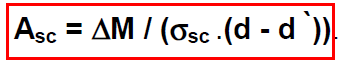 Asc = ΔM / (σsc .(d - d `)).